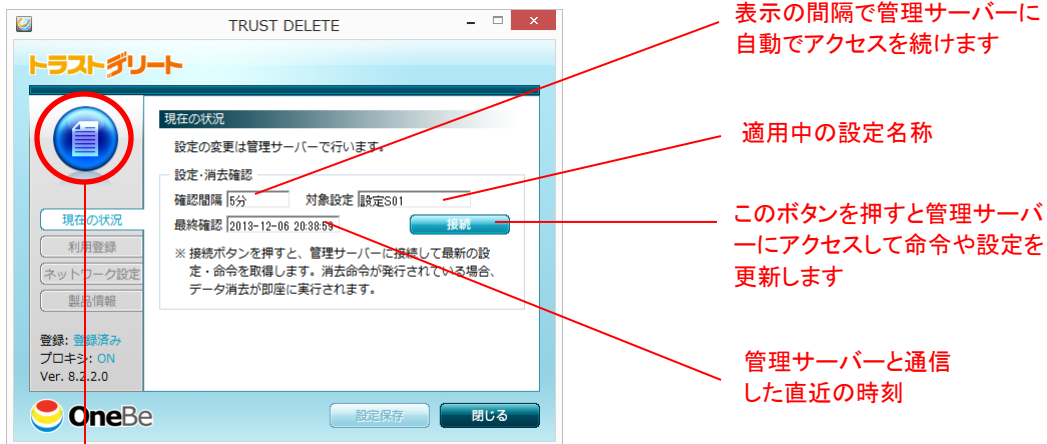 TRUST DELETE
トラストデリート
現在の状況
設定の変更は管理サーバーで行います。
設定・消去確認
確認間隔 5分 対象設定 設定S01
最終確認 2013-12-06 20:38:59 接続
※ 接続ボタンを押すと、管理サーバーに接続して最新の設
定・命令を取得します。消去命令が発行されている場合、
データ消去が即座に実行されます。
現在の状況
利用登録
ネットワーク設定
製品情報
登録: 登録済み
プロキシ: ON
Ver. 8.2.2.0
OneBe
設定保存
閉じる
表示の間隔で管理サーバーに
自動でアクセスを続けます
適用中の設定名称
このボタンを押すと管理サーバ
ーにアクセスして命令や設定を
更新します
管理サーバーと通信
した直近の時刻